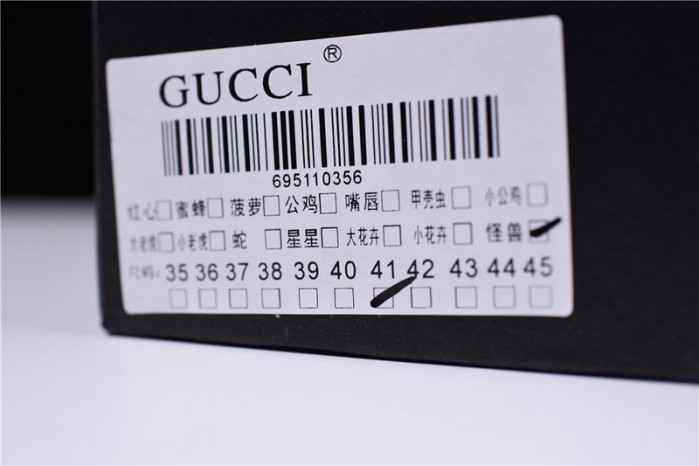 GUCCI ®
695110356
红心□ 蜜蜂□ 菠萝□ 公鸡□ 嘴唇□ 甲壳虫□ 小公鸡□
大老虎□ 小老虎□ 蛇□ 星星□ 大花卉□ 小花卉□ 怪兽☑
尺码: 35 36 37 38 39 40 41 42 43 44 45